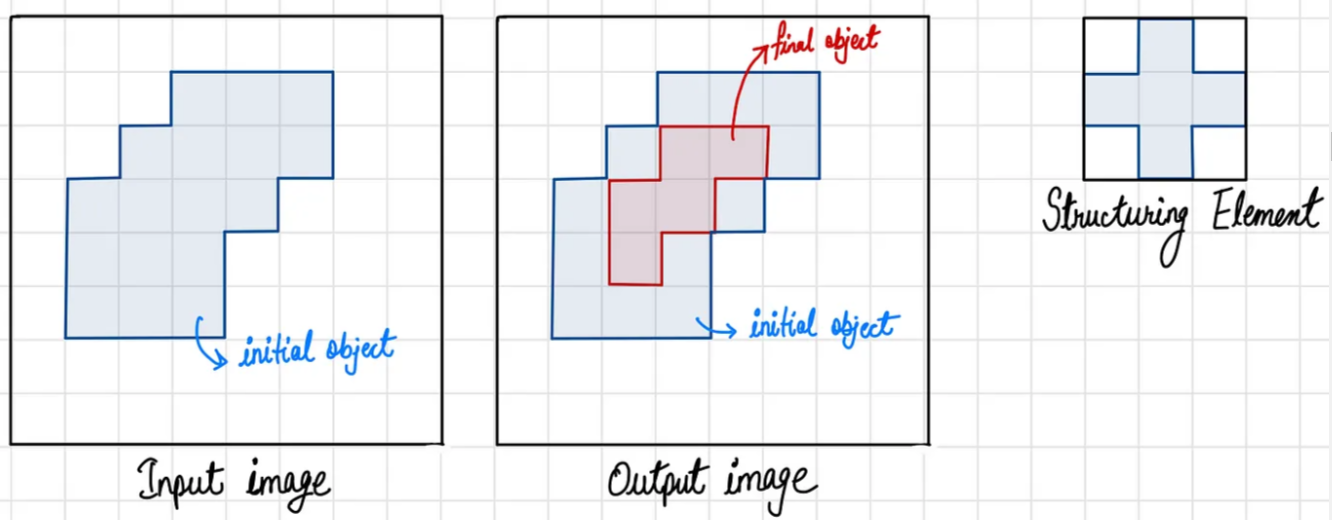 final object
Structuring Element
initial object
initial object
Input image
Output image